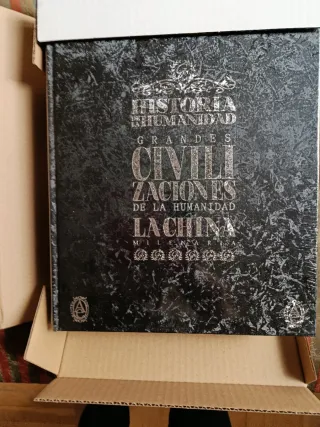 HISTORIA
DE LA HUMANIDAD
GRANDES
CIVILI
ZACIONES
DE LA HUMANIDAD
LA CHINA
MILENARIA